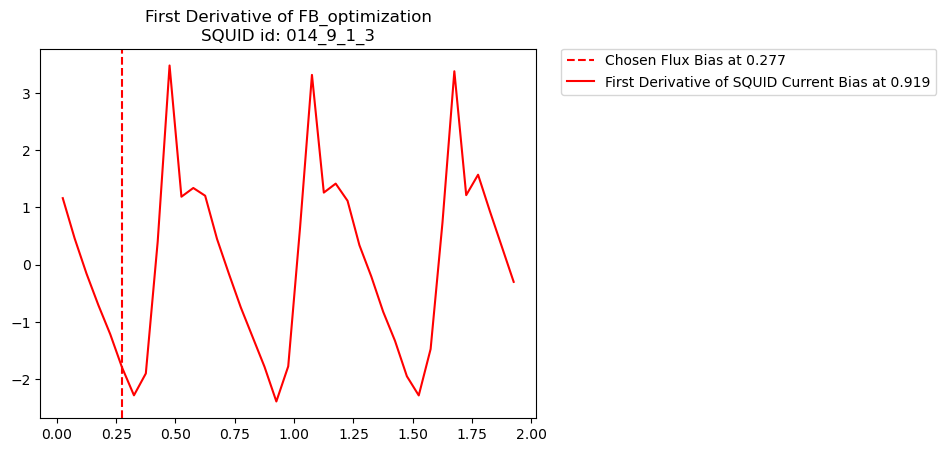 First Derivative of FB_optimization
SQUID id: 014_9_1_3
Chosen Flux Bias at 0.277
First Derivative of SQUID Current Bias at 0.919
3
2
1
0
−1
−2
0.00 0.25 0.50 0.75 1.00 1.25 1.50 1.75 2.00